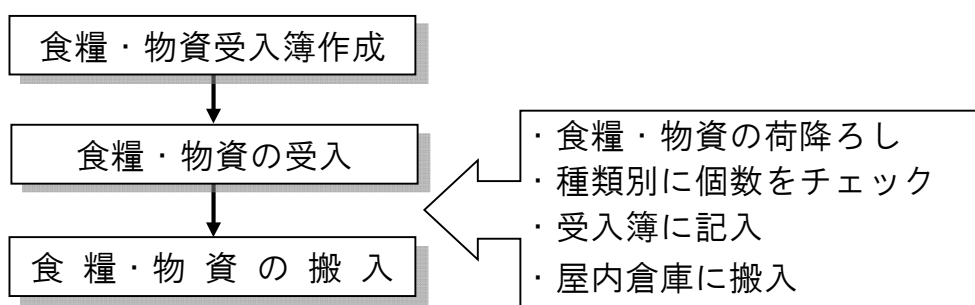 食糧・物資受入簿作成
食糧・物資の受入
食糧・物資の搬入
・食糧・物資の荷降ろし
・種類別に個数をチェック
・受入簿に記入
・屋内倉庫に搬入